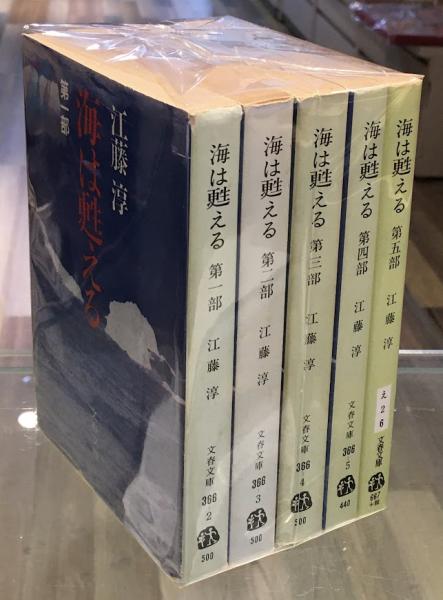 江藤淳
海は甦える
第一部
海は甦える 第一部 江藤淳 文春文庫 366 2
500
海は甦える 第二部 江藤淳 文春文庫 366 3
500
海は甦える 第三部 江藤淳 文春文庫 366 4
500
海は甦える 第四部 江藤淳 文春文庫 366 5
440
海は甦える 第五部 江藤淳 え 2 6 文春文庫
667